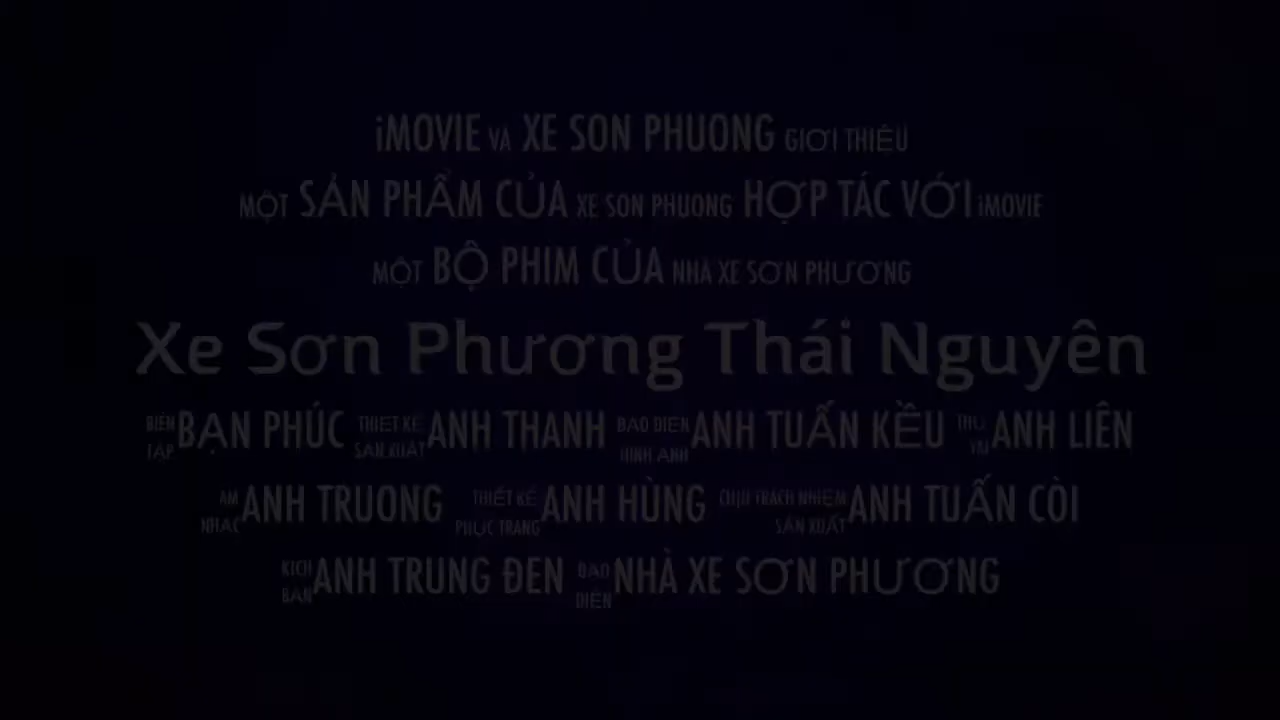 iMOVIE VÀ XE SON PHUONG GIƠI THIỆU
MỘT SẢN PHẨM CỦA XE SON PHUONG HỢP TÁC VỚI iMOVIE
MỘT BỘ PHIM CỦA NHÀ XE SƠN PHƯƠNG
Xe Sơn Phương Thái Nguyên
BIÊN TẬP BẠN PHÚC THIẾT KẾ SẢN XUẤT ANH THANH ĐẠO DIỄN HÌNH ẢNH ANH TUẤN KỀU ANH LIÊN
ÂM NHẠC ANH TRUONG THIẾT KẾ PHỤC TRANG ANH HÙNG CHỊU TRÁCH NHIỆM SẢN XUẤT ANH TUẤN CÒI
KỊCH BẢN ANH TRUNG ĐEN ĐẠO DIỄN NHÀ XE SƠN PHƯƠNG